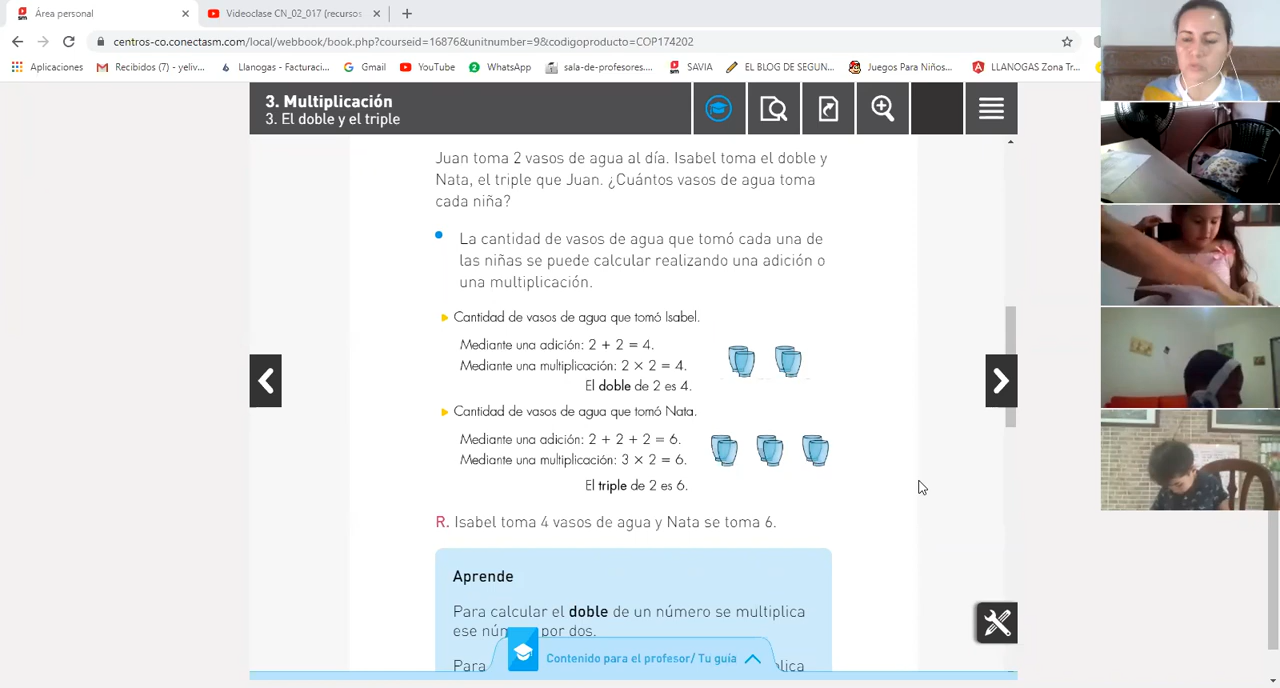 Área personal
Videoclase CN_02_017 (recursos
centros-co.conectasm.com/local/webbook/book.php?courseid=16876&unitnumber=9&codigoproducto=COP174202
Aplicaciones
Recibidos (7) - yeliv...
Llanogas - Facturaci...
Gmail
YouTube
WhatsApp
sala-de-profesores....
SAVIA
EL BLOG DE SEGUN...
Juegos Para Niños...
LLANOGAS Zona Tr...
3. Multiplicación
3. El doble y el triple
Juan toma 2 vasos de agua al día. Isabel toma el doble y
Nata, el triple que Juan. ¿Cuántos vasos de agua toma
cada niña?
La cantidad de vasos de agua que tomó cada una de
las niñas se puede calcular realizando una adición o
una multiplicación.
Cantidad de vasos de agua que tomó Isabel.
Mediante una adición: 2 + 2 = 4.
Mediante una multiplicación: 2 × 2 = 4.
El doble de 2 es 4.
Cantidad de vasos de agua que tomó Nata.
Mediante una adición: 2 + 2 + 2 = 6.
Mediante una multiplicación: 3 × 2 = 6.
El triple de 2 es 6.
R. Isabel toma 4 vasos de agua y Nata se toma 6.
Aprende
Para calcular el doble de un número se multiplica
ese núm por dos.
Para
Contenido para el profesor/ Tu guía